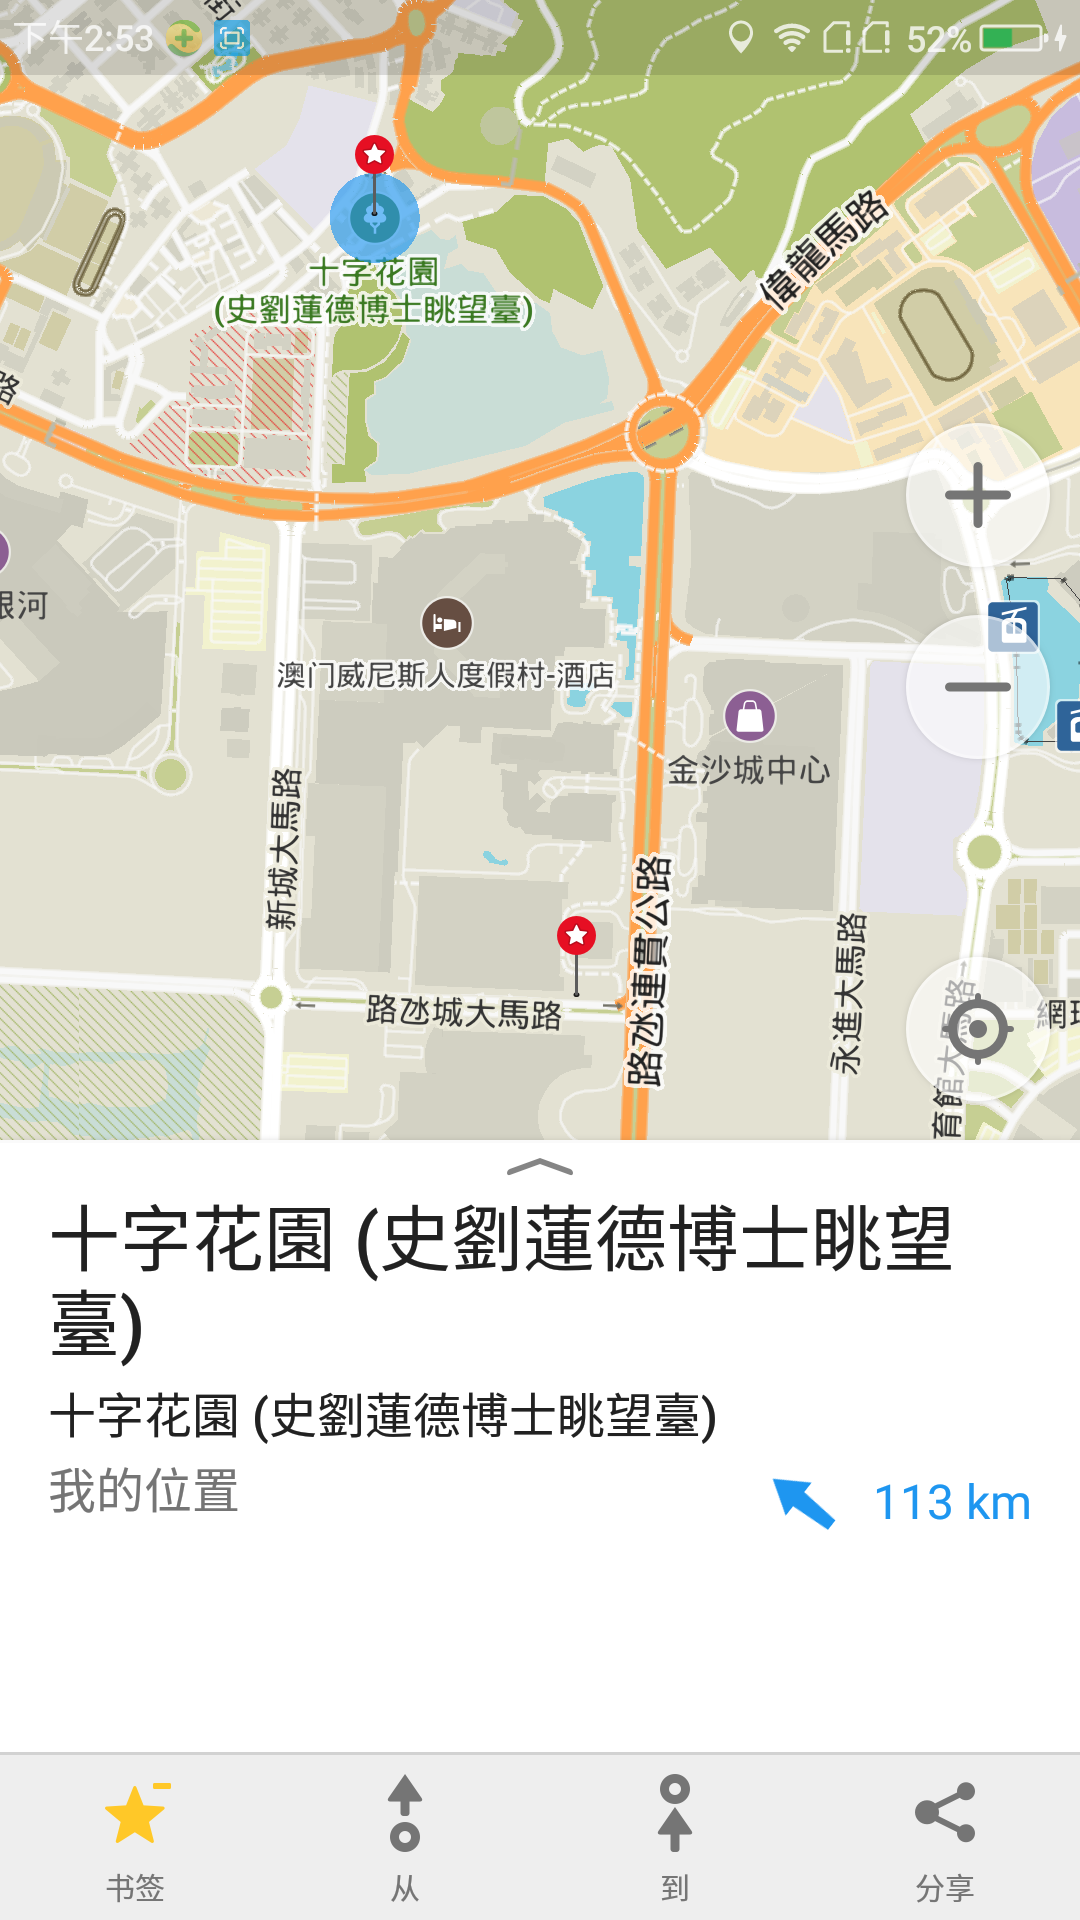 下午2:53
52%
街
十字花園
(史劉蓮德博士眺望臺)
偉龍馬路
路
银河
澳门威尼斯人度假村-酒店
金沙城中心
新城大馬路
路氹連貫公路
路氹城大馬路
永進大馬路
育館大馬路
網球
十字花園 (史劉蓮德博士眺望
臺)
十字花園 (史劉蓮德博士眺望臺)
我的位置
113 km
书签
从
到
分享